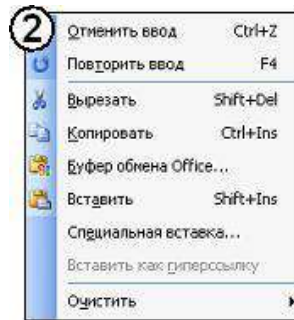 2
Отменить ввод Ctrl+Z
Повторить ввод F4
Вырезать Shift+Del
Копировать Ctrl+Ins
Буфер обмена Office...
Вставить Shift+Ins
Специальная вставка...
Вставить как гиперссылку
Очистить